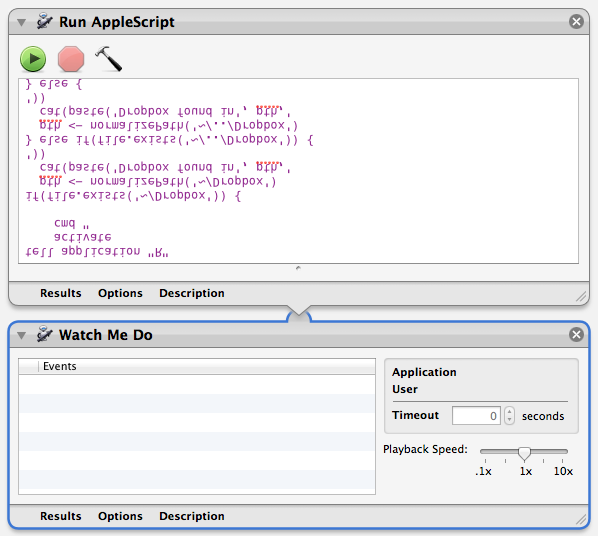 Run AppleScript
tell application "R"
activate
cmd "
if(file.exists('~/Dropbox')) {
pth <- normalizePath('~/Dropbox')
cat(paste('Dropbox found in', pth,'
'))
} else if(file.exists('~/../Dropbox')) {
pth <- normalizePath('~/../Dropbox')
cat(paste('Dropbox found in', pth,'
'))
} else {
Results Options Description
Watch Me Do
Events
Application
User
Timeout 0 seconds
Playback Speed:
.1x 1x 10x
Results Options Description